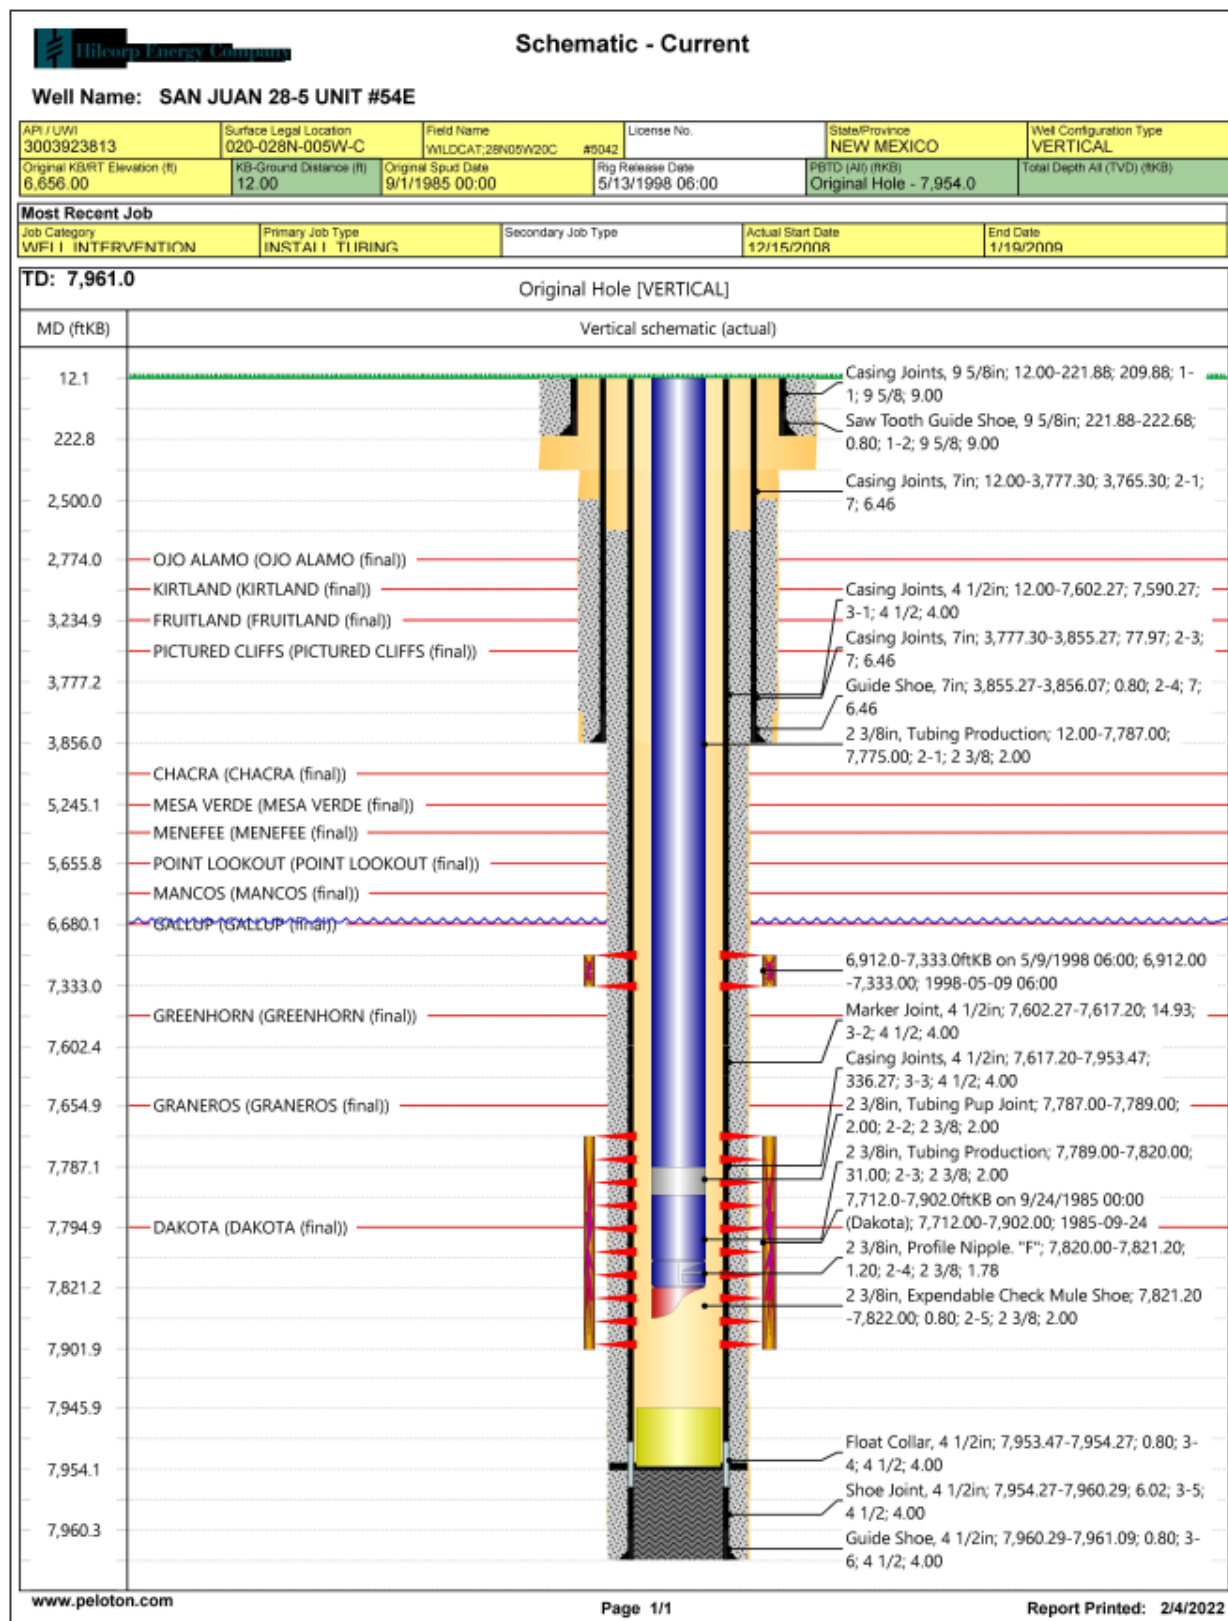 Hilcorp Energy Company
Schematic - Current
Well Name: SAN JUAN 28-5 UNIT #54E
API / UWI
3003923813
Surface Legal Location
020-028N-005W-C
Field Name
WILDCAT;28N05W20C #5042
License No.
State/Province
NEW MEXICO
Well Configuration Type
VERTICAL
Original KB/RT Elevation (ft)
6,656.00
KB-Ground Distance (ft)
12.00
Original Spud Date
9/1/1985 00:00
Rig Release Date
5/13/1998 06:00
PBTD (All) (ftKB)
Original Hole - 7,954.0
Total Depth All (TVD) (ftKB)
Most Recent Job
Job Category
WELL INTERVENTION
Primary Job Type
INSTALL TUBING
Secondary Job Type
Actual Start Date
12/15/2008
End Date
1/19/2009
TD: 7,961.0
Original Hole [VERTICAL]
MD (ftKB)
Vertical schematic (actual)
12.1
Casing Joints, 9 5/8in; 12.00-221.88; 209.88; 1-
1; 9 5/8; 9.00
Saw Tooth Guide Shoe, 9 5/8in; 221.88-222.68;
0.80; 1-2; 9 5/8; 9.00
222.8
Casing Joints, 7in; 12.00-3,777.30; 3,765.30; 2-1;
7; 6.46
2,500.0
2,774.0
OJO ALAMO (OJO ALAMO (final))
KIRTLAND (KIRTLAND (final))
Casing Joints, 4 1/2in; 12.00-7,602.27; 7,590.27;
3-1; 4 1/2; 4.00
3,234.9
FRUITLAND (FRUITLAND (final))
Casing Joints, 7in; 3,777.30-3,855.27; 77.97; 2-3;
7; 6.46
PICTURED CLIFFS (PICTURED CLIFFS (final))
3,777.2
Guide Shoe, 7in; 3,855.27-3,856.07; 0.80; 2-4; 7;
6.46
3,856.0
2 3/8in, Tubing Production; 12.00-7,787.00;
7,775.00; 2-1; 2 3/8; 2.00
CHACRA (CHACRA (final))
5,245.1
MESA VERDE (MESA VERDE (final))
MENEFEE (MENEFEE (final))
5,655.8
POINT LOOKOUT (POINT LOOKOUT (final))
MANCOS (MANCOS (final))
6,680.1
GALLUP (GALLUP (final))
6,912.0-7,333.0ftKB on 5/9/1998 06:00; 6,912.00
-7,333.00; 1998-05-09 06:00
7,333.0
GREENHORN (GREENHORN (final))
Marker Joint, 4 1/2in; 7,602.27-7,617.20; 14.93;
3-2; 4 1/2; 4.00
7,602.4
Casing Joints, 4 1/2in; 7,617.20-7,953.47;
336.27; 3-3; 4 1/2; 4.00
7,654.9
GRANEROS (GRANEROS (final))
2 3/8in, Tubing Pup Joint; 7,787.00-7,789.00;
2.00; 2-2; 2 3/8; 2.00
7,787.1
2 3/8in, Tubing Production; 7,789.00-7,820.00;
31.00; 2-3; 2 3/8; 2.00
7,712.0-7,902.0ftKB on 9/24/1985 00:00
(Dakota); 7,712.00-7,902.00; 1985-09-24
7,794.9
DAKOTA (DAKOTA (final))
2 3/8in, Profile Nipple. "F"; 7,820.00-7,821.20;
1.20; 2-4; 2 3/8; 1.78
7,821.2
2 3/8in, Expendable Check Mule Shoe; 7,821.20
-7,822.00; 0.80; 2-5; 2 3/8; 2.00
7,901.9
7,945.9
Float Collar, 4 1/2in; 7,953.47-7,954.27; 0.80; 3-
4; 4 1/2; 4.00
7,954.1
Shoe Joint, 4 1/2in; 7,954.27-7,960.29; 6.02; 3-5;
4 1/2; 4.00
7,960.3
Guide Shoe, 4 1/2in; 7,960.29-7,961.09; 0.80; 3-
6; 4 1/2; 4.00
www.peloton.com
Page 1/1
Report Printed: 2/4/2022